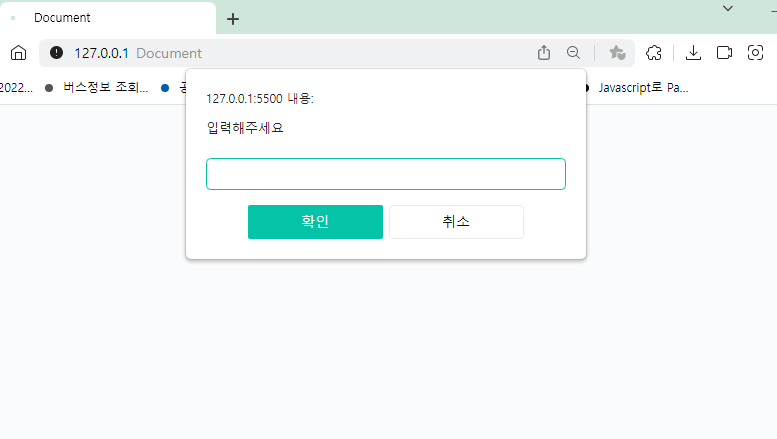 Document
127.0.0.1 Document
2022... 버스정보 조회... Javascript로 Pa...
127.0.0.1:5500 내용:
입력해주세요
확인 취소